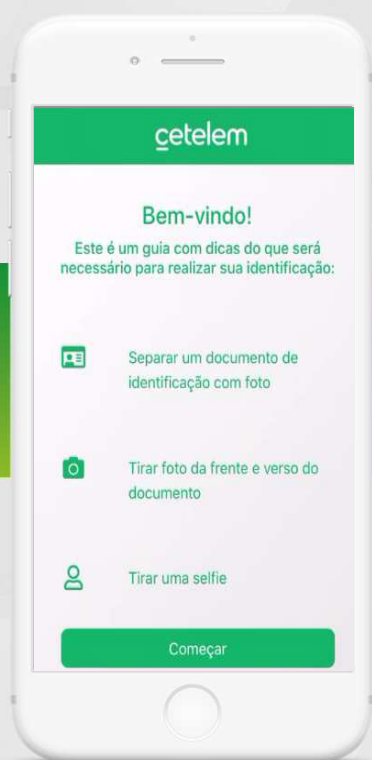 cetelem
Bem-vindo!
Este é um guia com dicas do que será
necessário para realizar sua identificação:
Separar um documento de
identificação com foto
Tirar foto da frente e verso do
documento
Tirar uma selfie
Começar